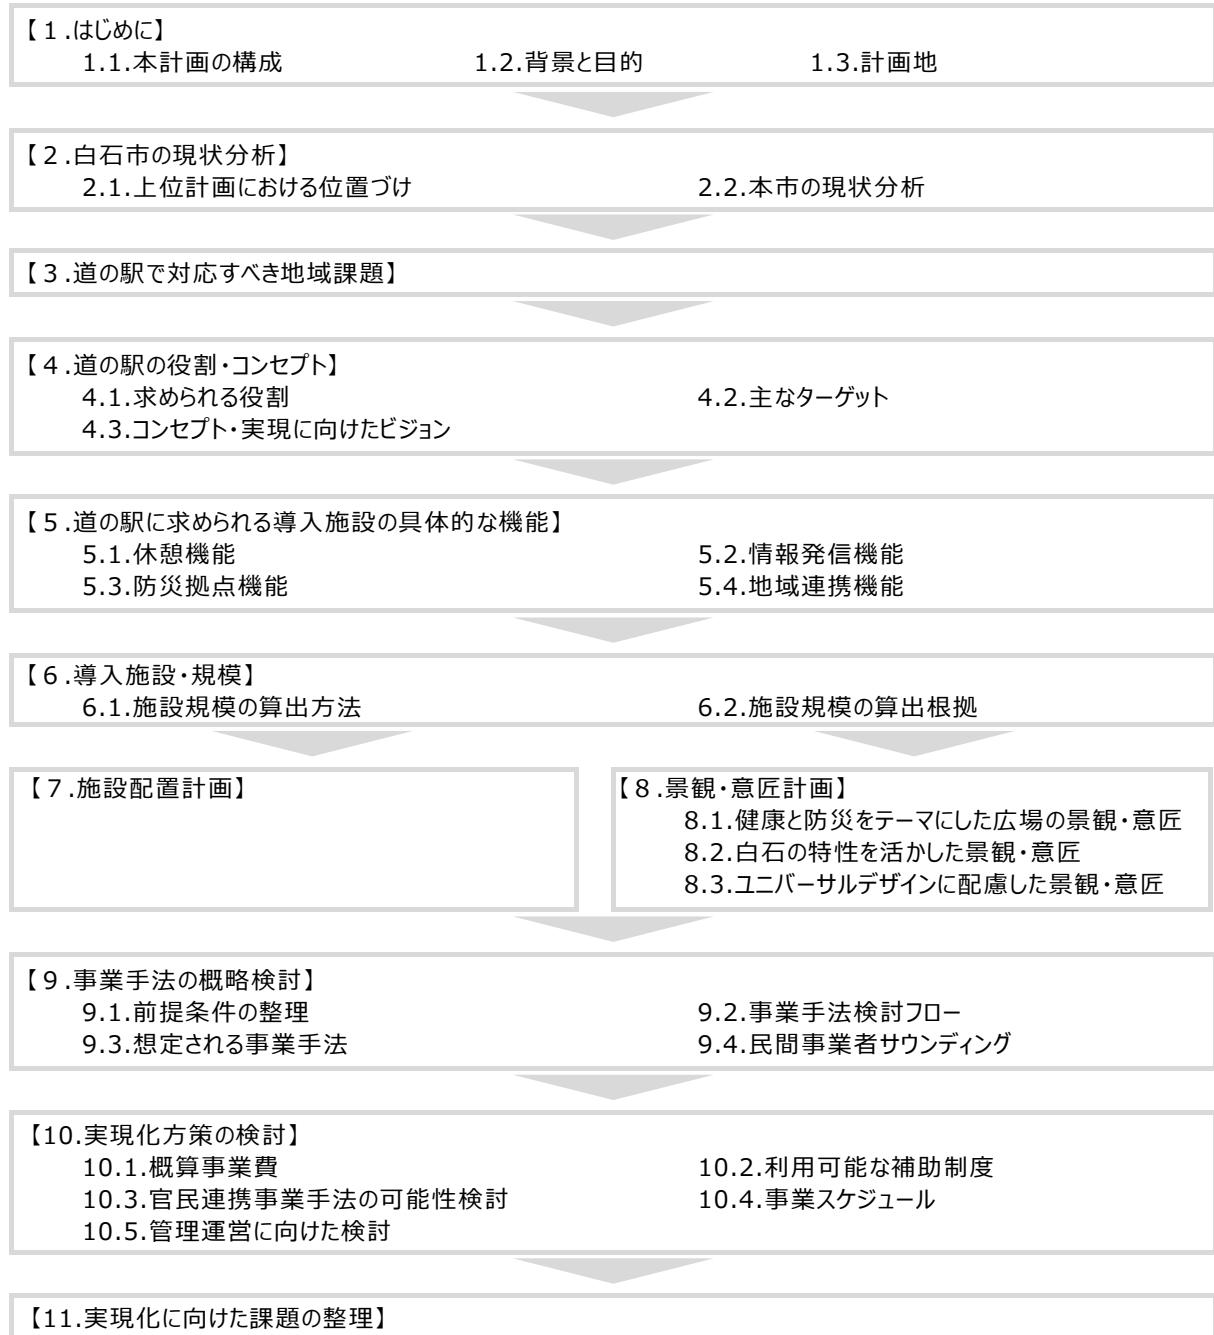 【１.はじめに】
1.1.本計画の構成 1.2.背景と目的 1.3.計画地
【２.白石市の現状分析】
2.1.上位計画における位置づけ 2.2.本市の現状分析
【３.道の駅で対応すべき地域課題】
【４.道の駅の役割・コンセプト】
4.1.求められる役割 4.2.主なターゲット
4.3.コンセプト・実現に向けたビジョン
【５.道の駅に求められる導入施設の具体的な機能】
5.1.休憩機能 5.2.情報発信機能
5.3.防災拠点機能 5.4.地域連携機能
【６.導入施設・規模】
6.1.施設規模の算出方法 6.2.施設規模の算出根拠
【７.施設配置計画】
【８.景観・意匠計画】
8.1.健康と防災をテーマにした広場の景観・意匠
8.2.白石の特性を活かした景観・意匠
8.3.ユニバーサルデザインに配慮した景観・意匠
【９.事業手法の概略検討】
9.1.前提条件の整理 9.2.事業手法検討フロー
9.3.想定される事業手法 9.4.民間事業者サウンディング
【10.実現化方策の検討】
10.1.概算事業費 10.2.利用可能な補助制度
10.3.官民連携事業手法の可能性検討 10.4.事業スケジュール
10.5.管理運営に向けた検討
【11.実現化に向けた課題の整理】